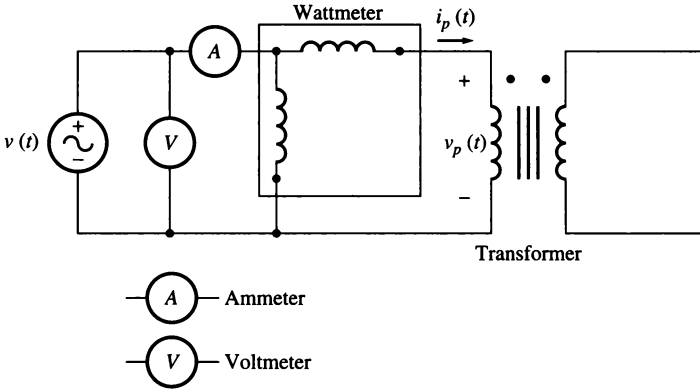 Wattmeter
i_p (t)
A
+
v (t)
+
−
V
v_p (t)
−
Transformer
A
Ammeter
V
Voltmeter